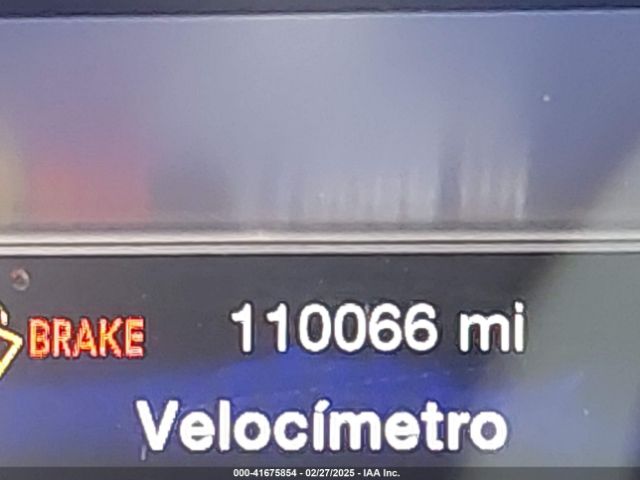 BRAKE 110066 mi
Velocímetro
000-41675854 - 02/27/2025 - IAA Inc.